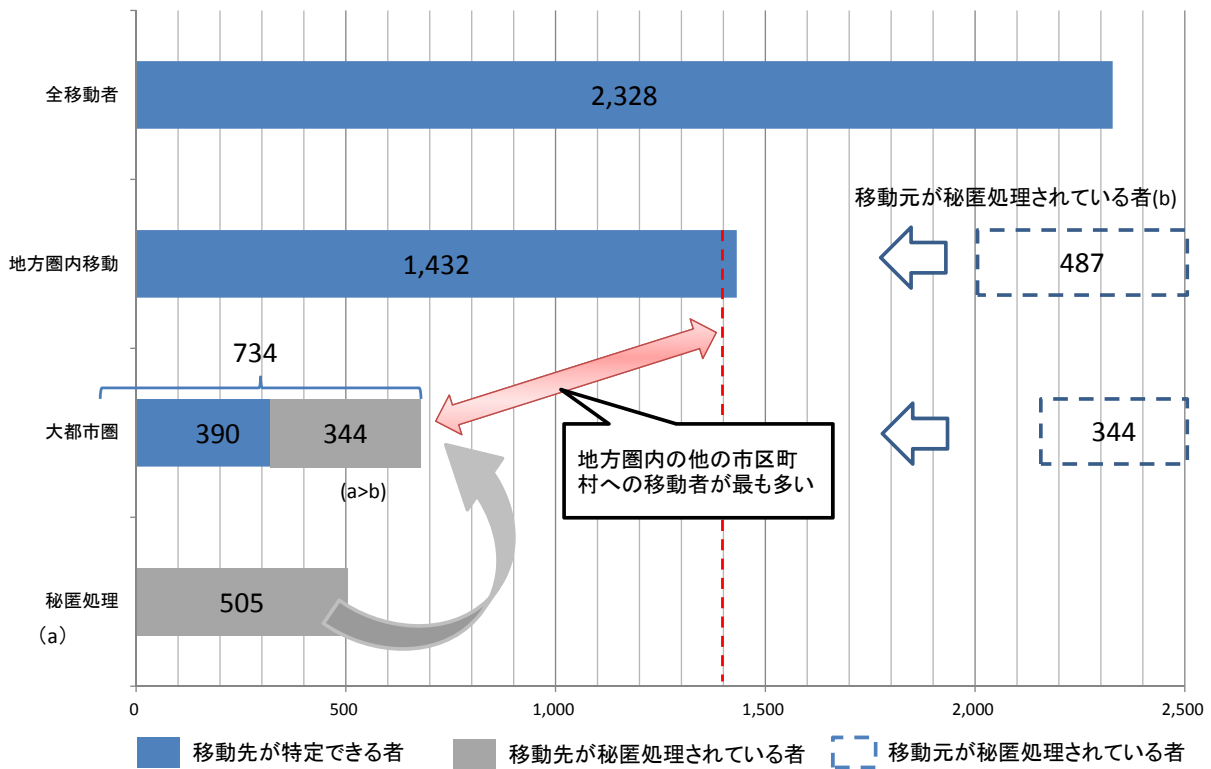 全移動者
2,328
移動元が秘匿処理されている者(b)
地方圏内移動
1,432
487
734
大都市圏
390
344
344
(a>b)
地方圏内の他の市区町
村への移動者が最も多い
秘匿処理
505
（a）
0
500
1,000
1,500
2,000
2,500
移動先が特定できる者
移動先が秘匿処理されている者
移動元が秘匿処理されている者